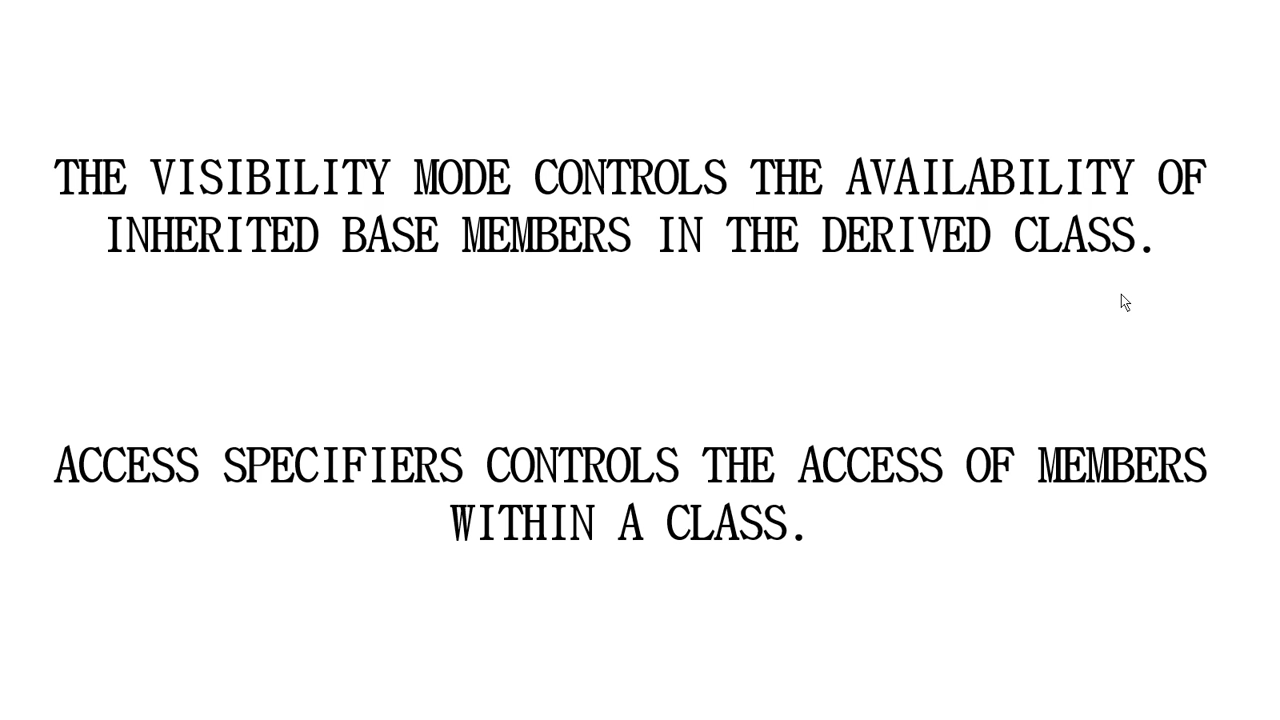 THE VISIBILITY MODE CONTROLS THE AVAILABILITY OF
INHERITED BASE MEMBERS IN THE DERIVED CLASS.
ACCESS SPECIFIERS CONTROLS THE ACCESS OF MEMBERS
WITHIN A CLASS.